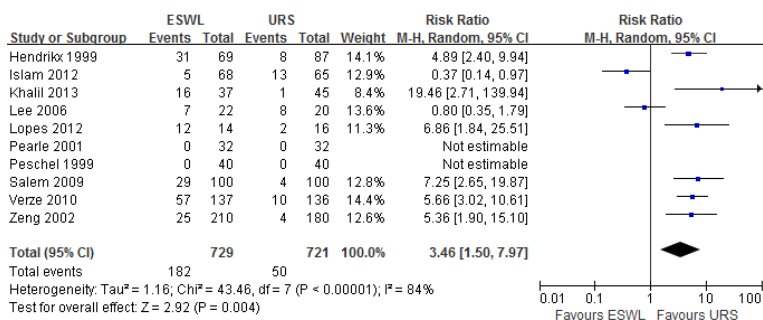 ESWL URS Risk Ratio Risk Ratio
Study or Subgroup Events Total Events Total Weight M-H, Random, 95% CI M-H, Random, 95% CI
Hendrikx 1999 31 69 8 87 14.1% 4.89 [2.40, 9.94]
Islam 2012 5 68 13 65 12.9% 0.37 [0.14, 0.97]
Khalil 2013 16 37 1 45 8.4% 19.46 [2.71, 139.94]
Lee 2006 7 22 8 20 13.7% 0.80 [0.35, 1.79]
Lopes 2012 12 14 2 16 11.3% 6.86 [1.84, 25.51]
Pearle 2001 0 32 0 32 Not estimable
Peschel 1999 0 40 0 40 Not estimable
Salem 2009 29 100 4 100 12.8% 7.25 [2.65, 19.87]
Verze 2010 57 137 10 136 14.4% 5.66 [3.02, 10.61]
Zeng 2002 25 210 4 180 12.6% 5.36 [1.90, 15.10]
Total (95% CI) 729 721 100.0% 3.46 [1.50, 7.97]
Total events 182 50
Heterogeneity: Tau² = 1.16; Chi² = 43.46, df = 7 (P < 0.00001); I² = 84%
Test for overall effect: Z = 2.92 (P = 0.004)
0.01 0.1 1 10 100
Favours ESWL Favours URS